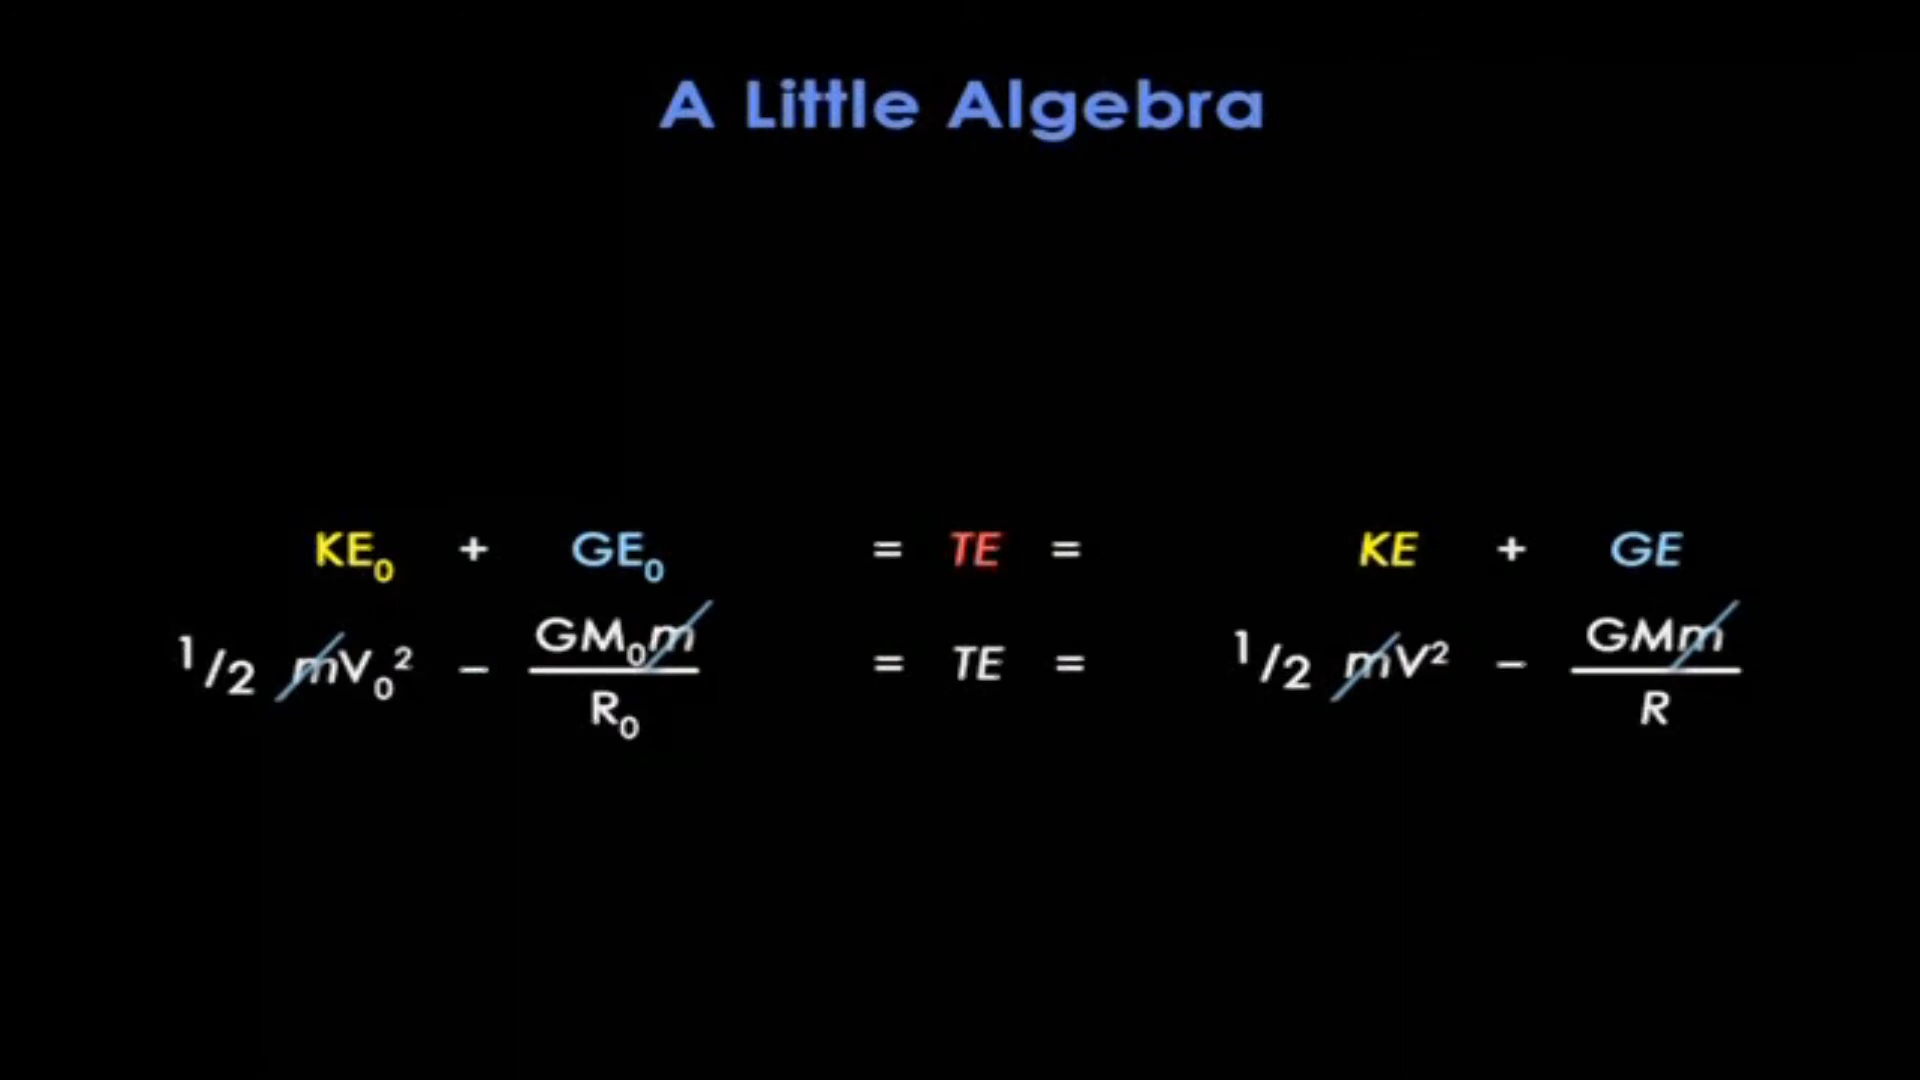 A Little Algebra
KE₀ + GE₀ = TE = KE + GE
1/2 mV₀² − GM₀m/R₀ = TE = 1/2 mV² − GMm/R